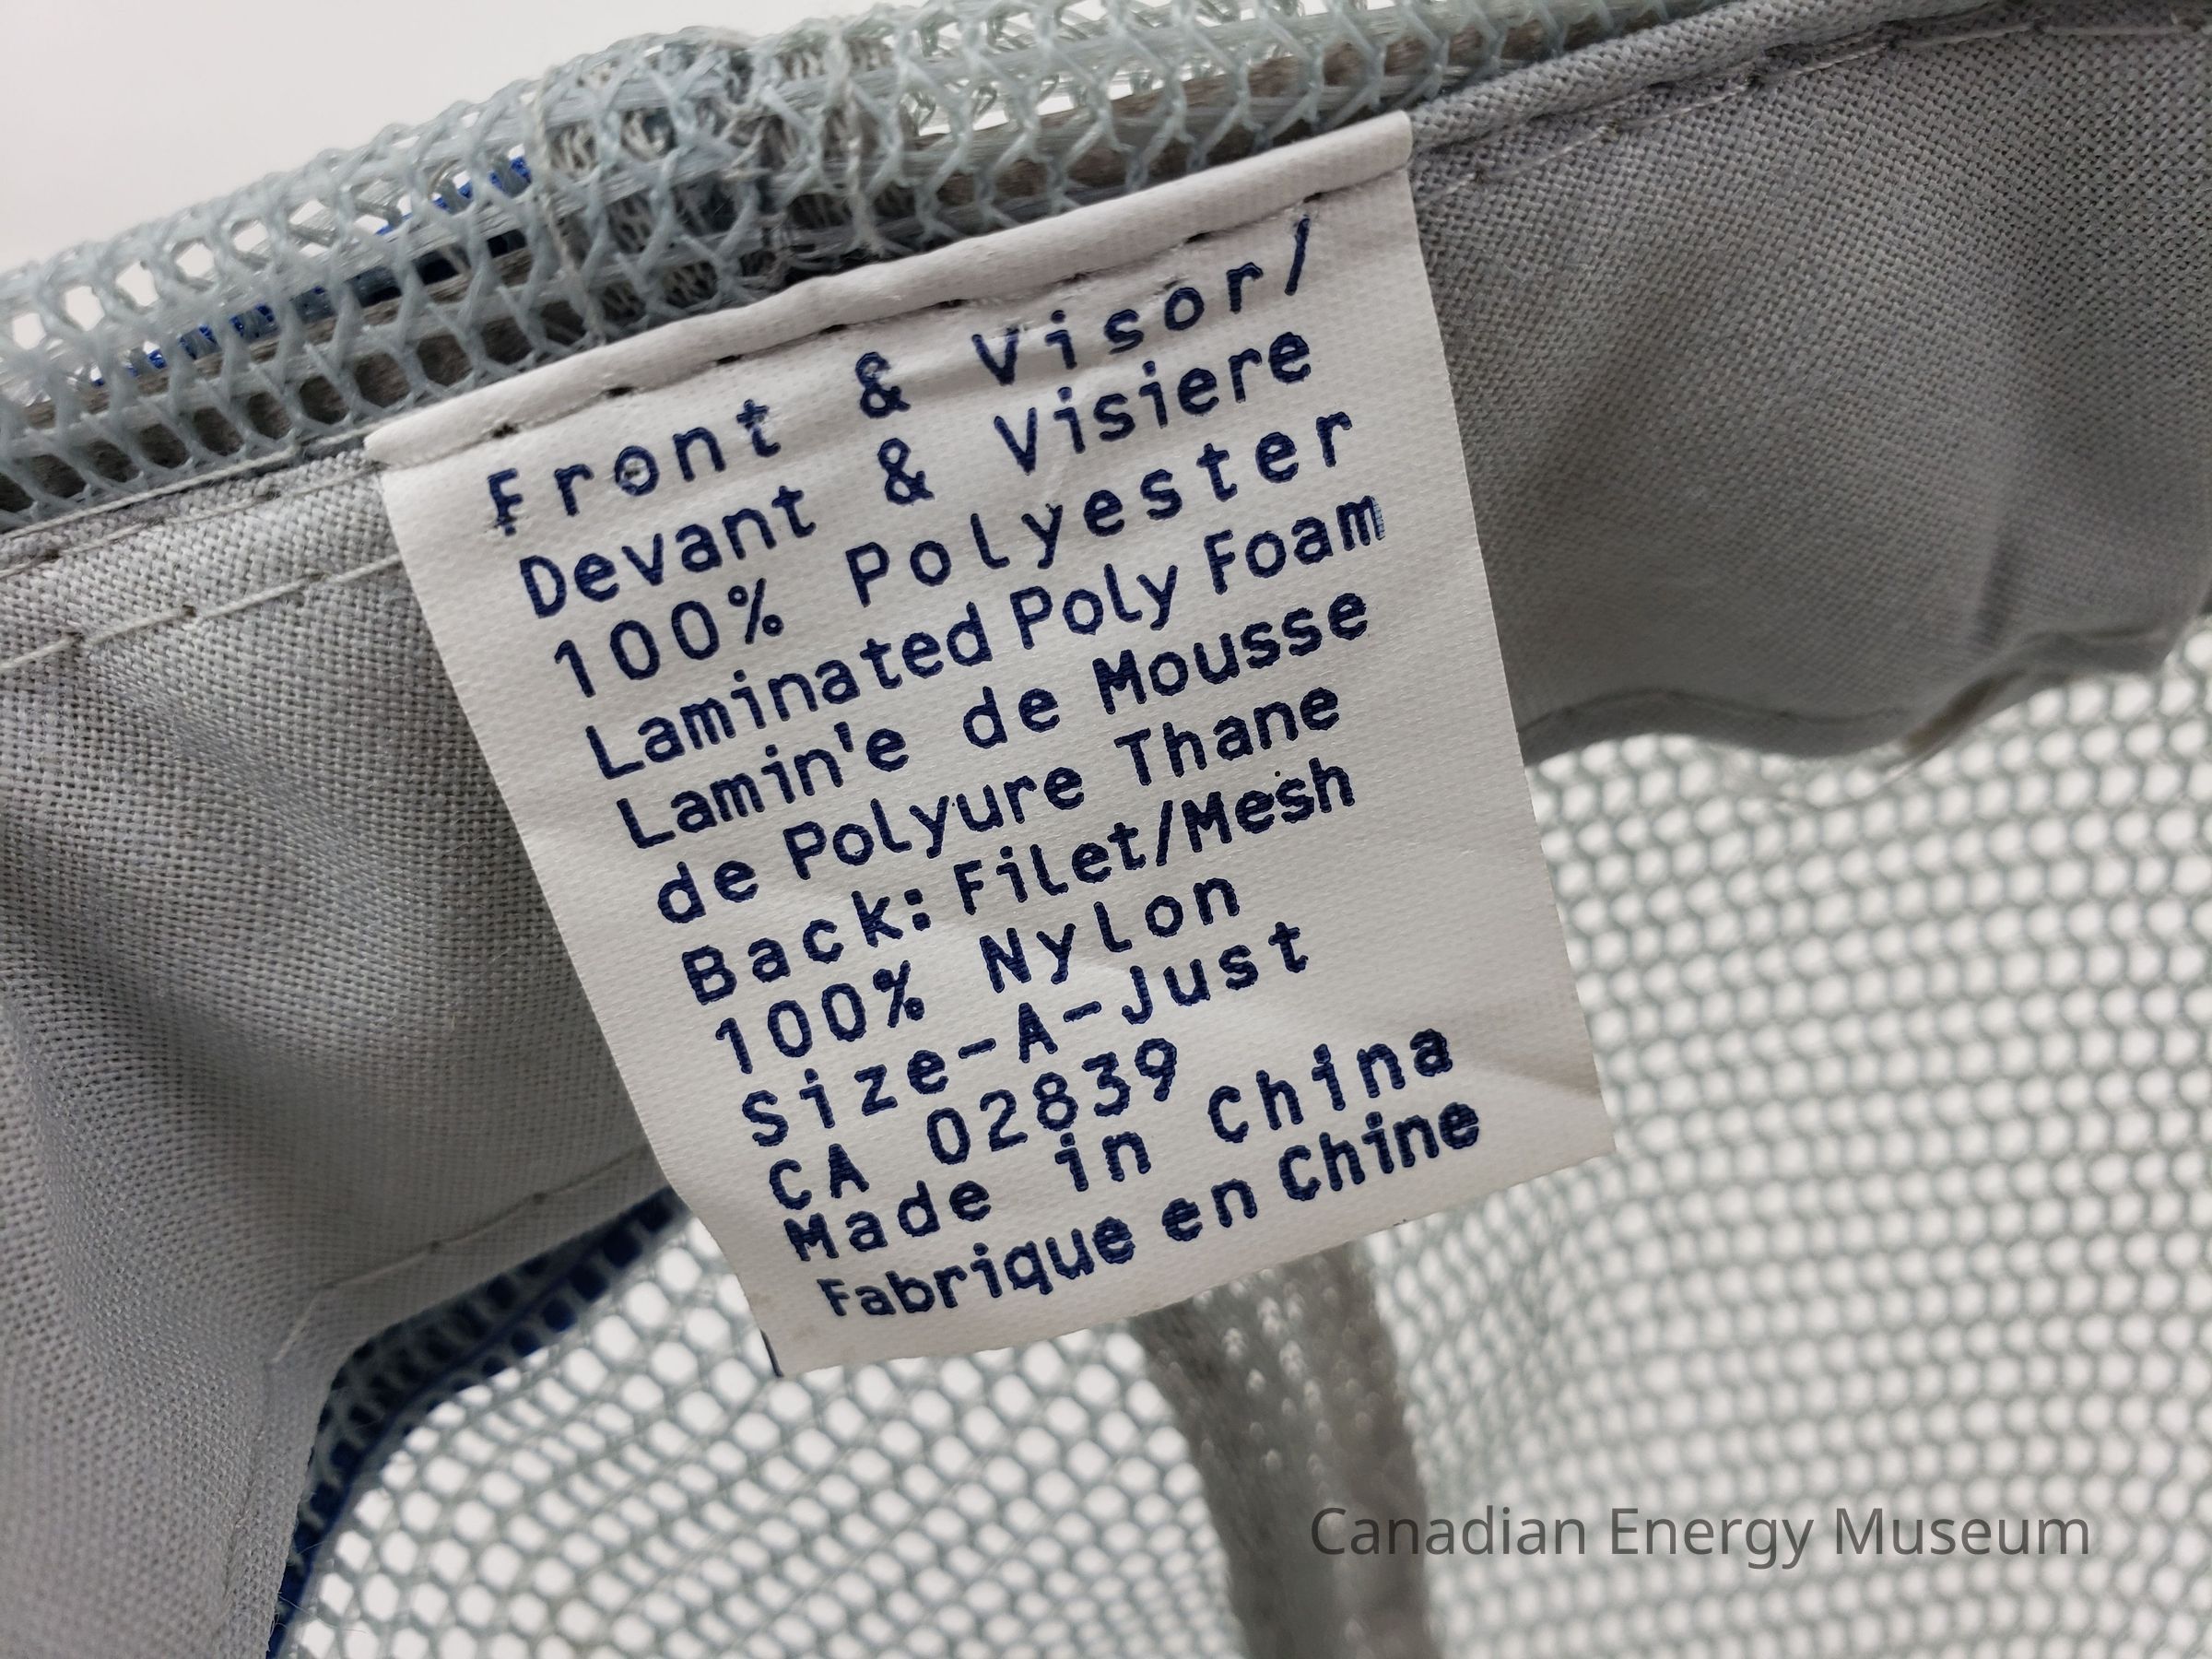 Front & Visor/
Devant & Visiere
100% Polyester
Laminated Poly Foam
Lamin'e de Mousse
de Polyure Thane
Back: Filet/Mesh
100% Nylon
Size-A-Just
CA 02839
Made in China
Fabrique en Chine
Canadian Energy Museum